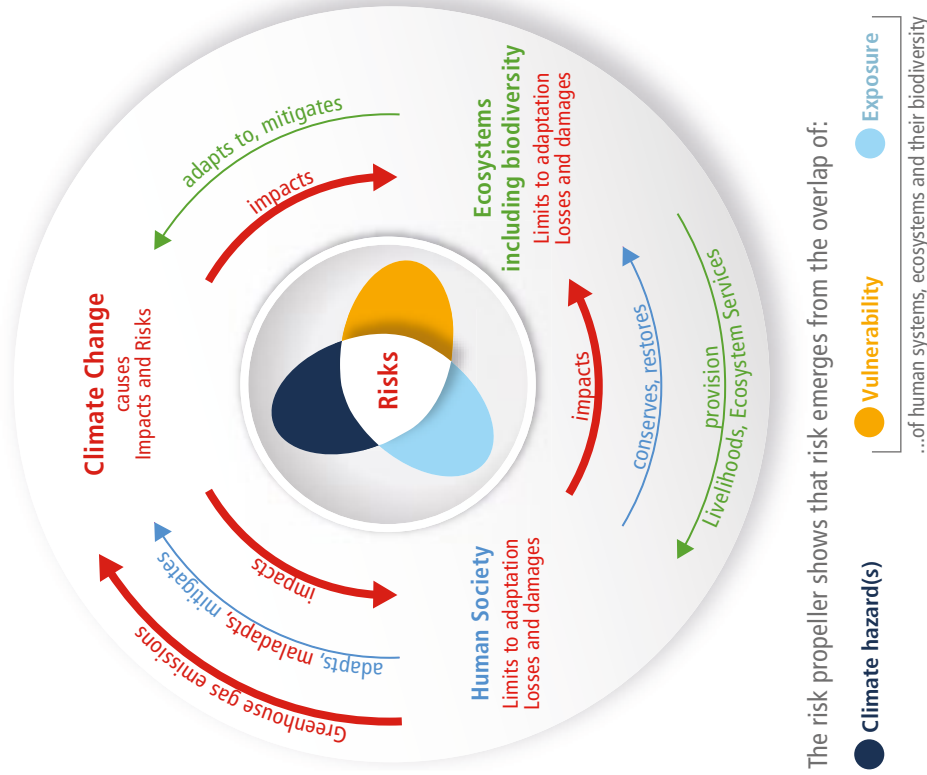 Climate Change
causes
Impacts and Risks
Greenhouse gas emissions
adapts, maladapts, mitigates
impacts
adapts to, mitigates
impacts
Risks
Human Society
Limits to adaptation
Losses and damages
Ecosystems
including biodiversity
Limits to adaptation
Losses and damages
impacts
conserves, restores
provision
Livelihoods, Ecosystem Services
The risk propeller shows that risk emerges from the overlap of:
Climate hazard(s)
Vulnerability
Exposure
...of human systems, ecosystems and their biodiversity